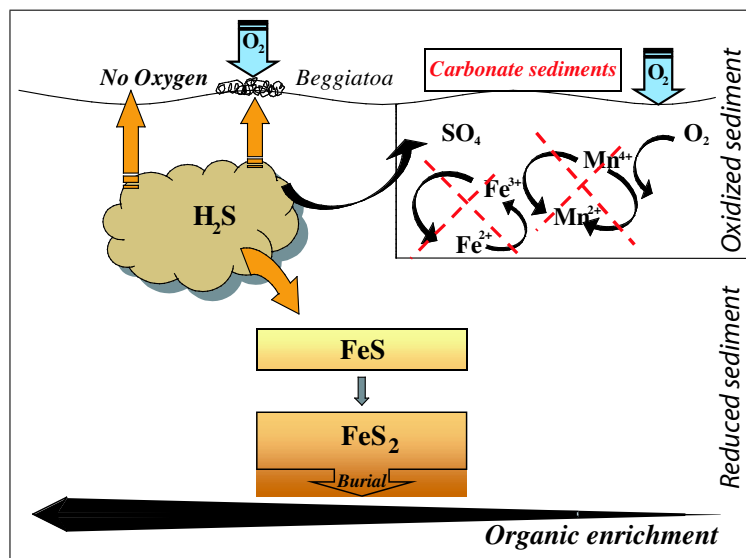 O₂
No Oxygen
Beggiatoa
Carbonate sediments
O₂
SO₄
Mn⁴⁺
O₂
Fe³⁺
Mn²⁺
Fe²⁺
H₂S
Oxidized sediment
FeS
FeS₂
Burial
Reduced sediment
Organic enrichment